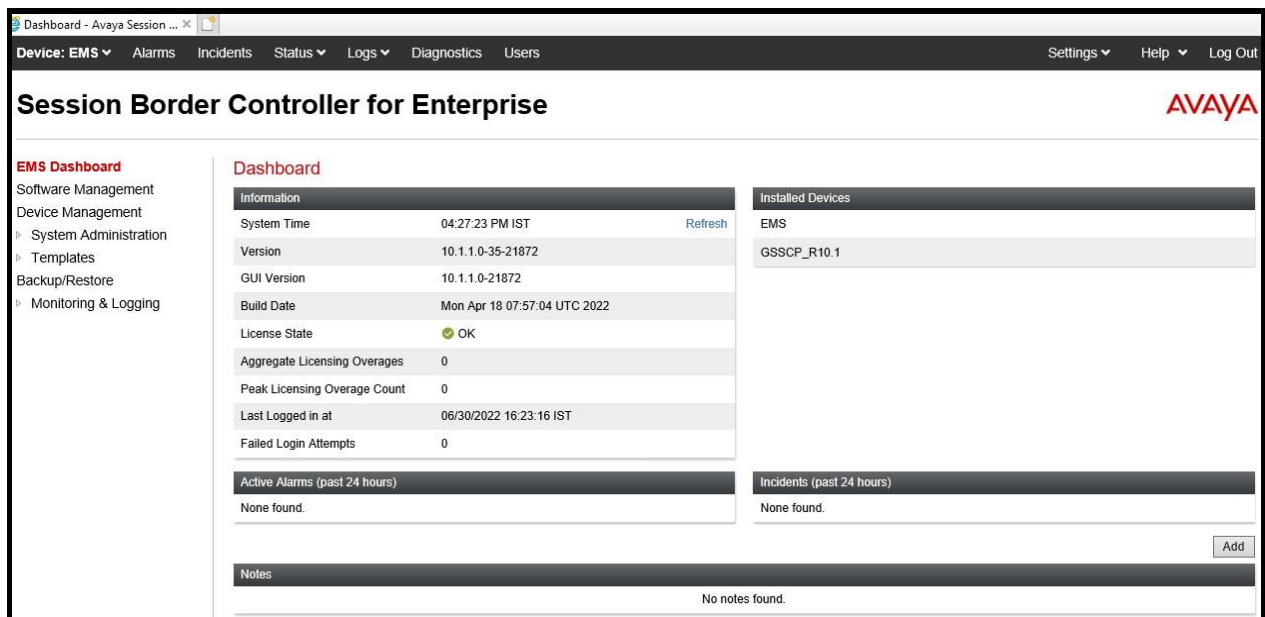 Dashboard - Avaya Session ...
Device: EMS Alarms Incidents Status Logs Diagnostics Users Settings Help Log Out
Session Border Controller for Enterprise
AVAYA
EMS Dashboard
Software Management
Device Management
System Administration
Templates
Backup/Restore
Monitoring & Logging
Dashboard
Information
System Time 04:27:23 PM IST Refresh
Version 10.1.1.0-35-21872
GUI Version 10.1.1.0-21872
Build Date Mon Apr 18 07:57:04 UTC 2022
License State OK
Aggregate Licensing Overages 0
Peak Licensing Overage Count 0
Last Logged in at 06/30/2022 16:23:16 IST
Failed Login Attempts 0
Installed Devices
EMS
GSSCP_R10.1
Active Alarms (past 24 hours)
None found.
Incidents (past 24 hours)
None found.
Add
Notes
No notes found.